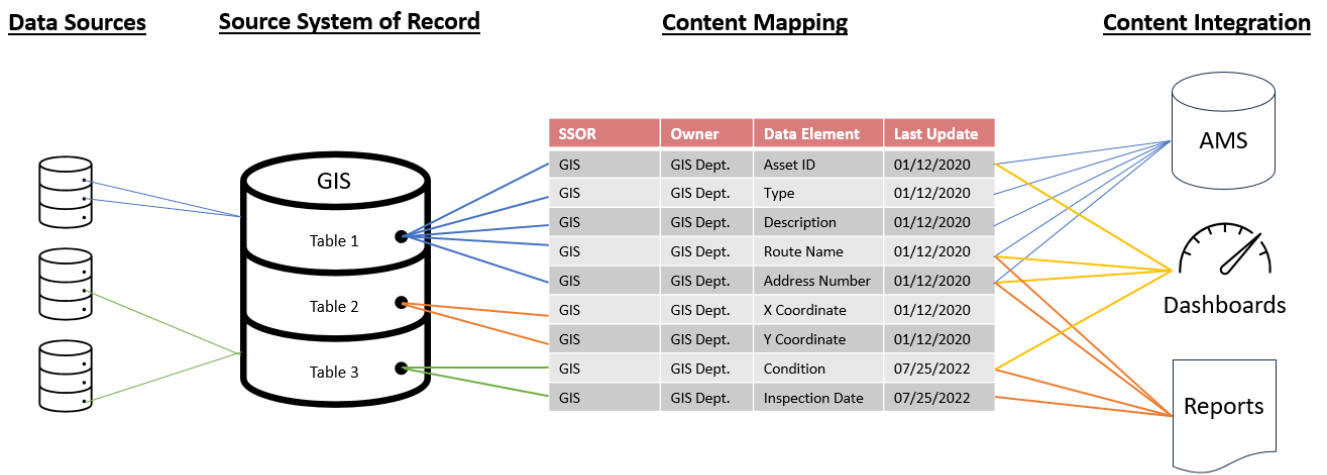 Data Sources
Source System of Record
Content Mapping
Content Integration
GIS
Table 1
Table 2
Table 3
SSOR Owner Data Element Last Update
GIS GIS Dept. Asset ID 01/12/2020
GIS GIS Dept. Type 01/12/2020
GIS GIS Dept. Description 01/12/2020
GIS GIS Dept. Route Name 01/12/2020
GIS GIS Dept. Address Number 01/12/2020
GIS GIS Dept. X Coordinate 01/12/2020
GIS GIS Dept. Y Coordinate 01/12/2020
GIS GIS Dept. Condition 07/25/2022
GIS GIS Dept. Inspection Date 07/25/2022
AMS
Dashboards
Reports